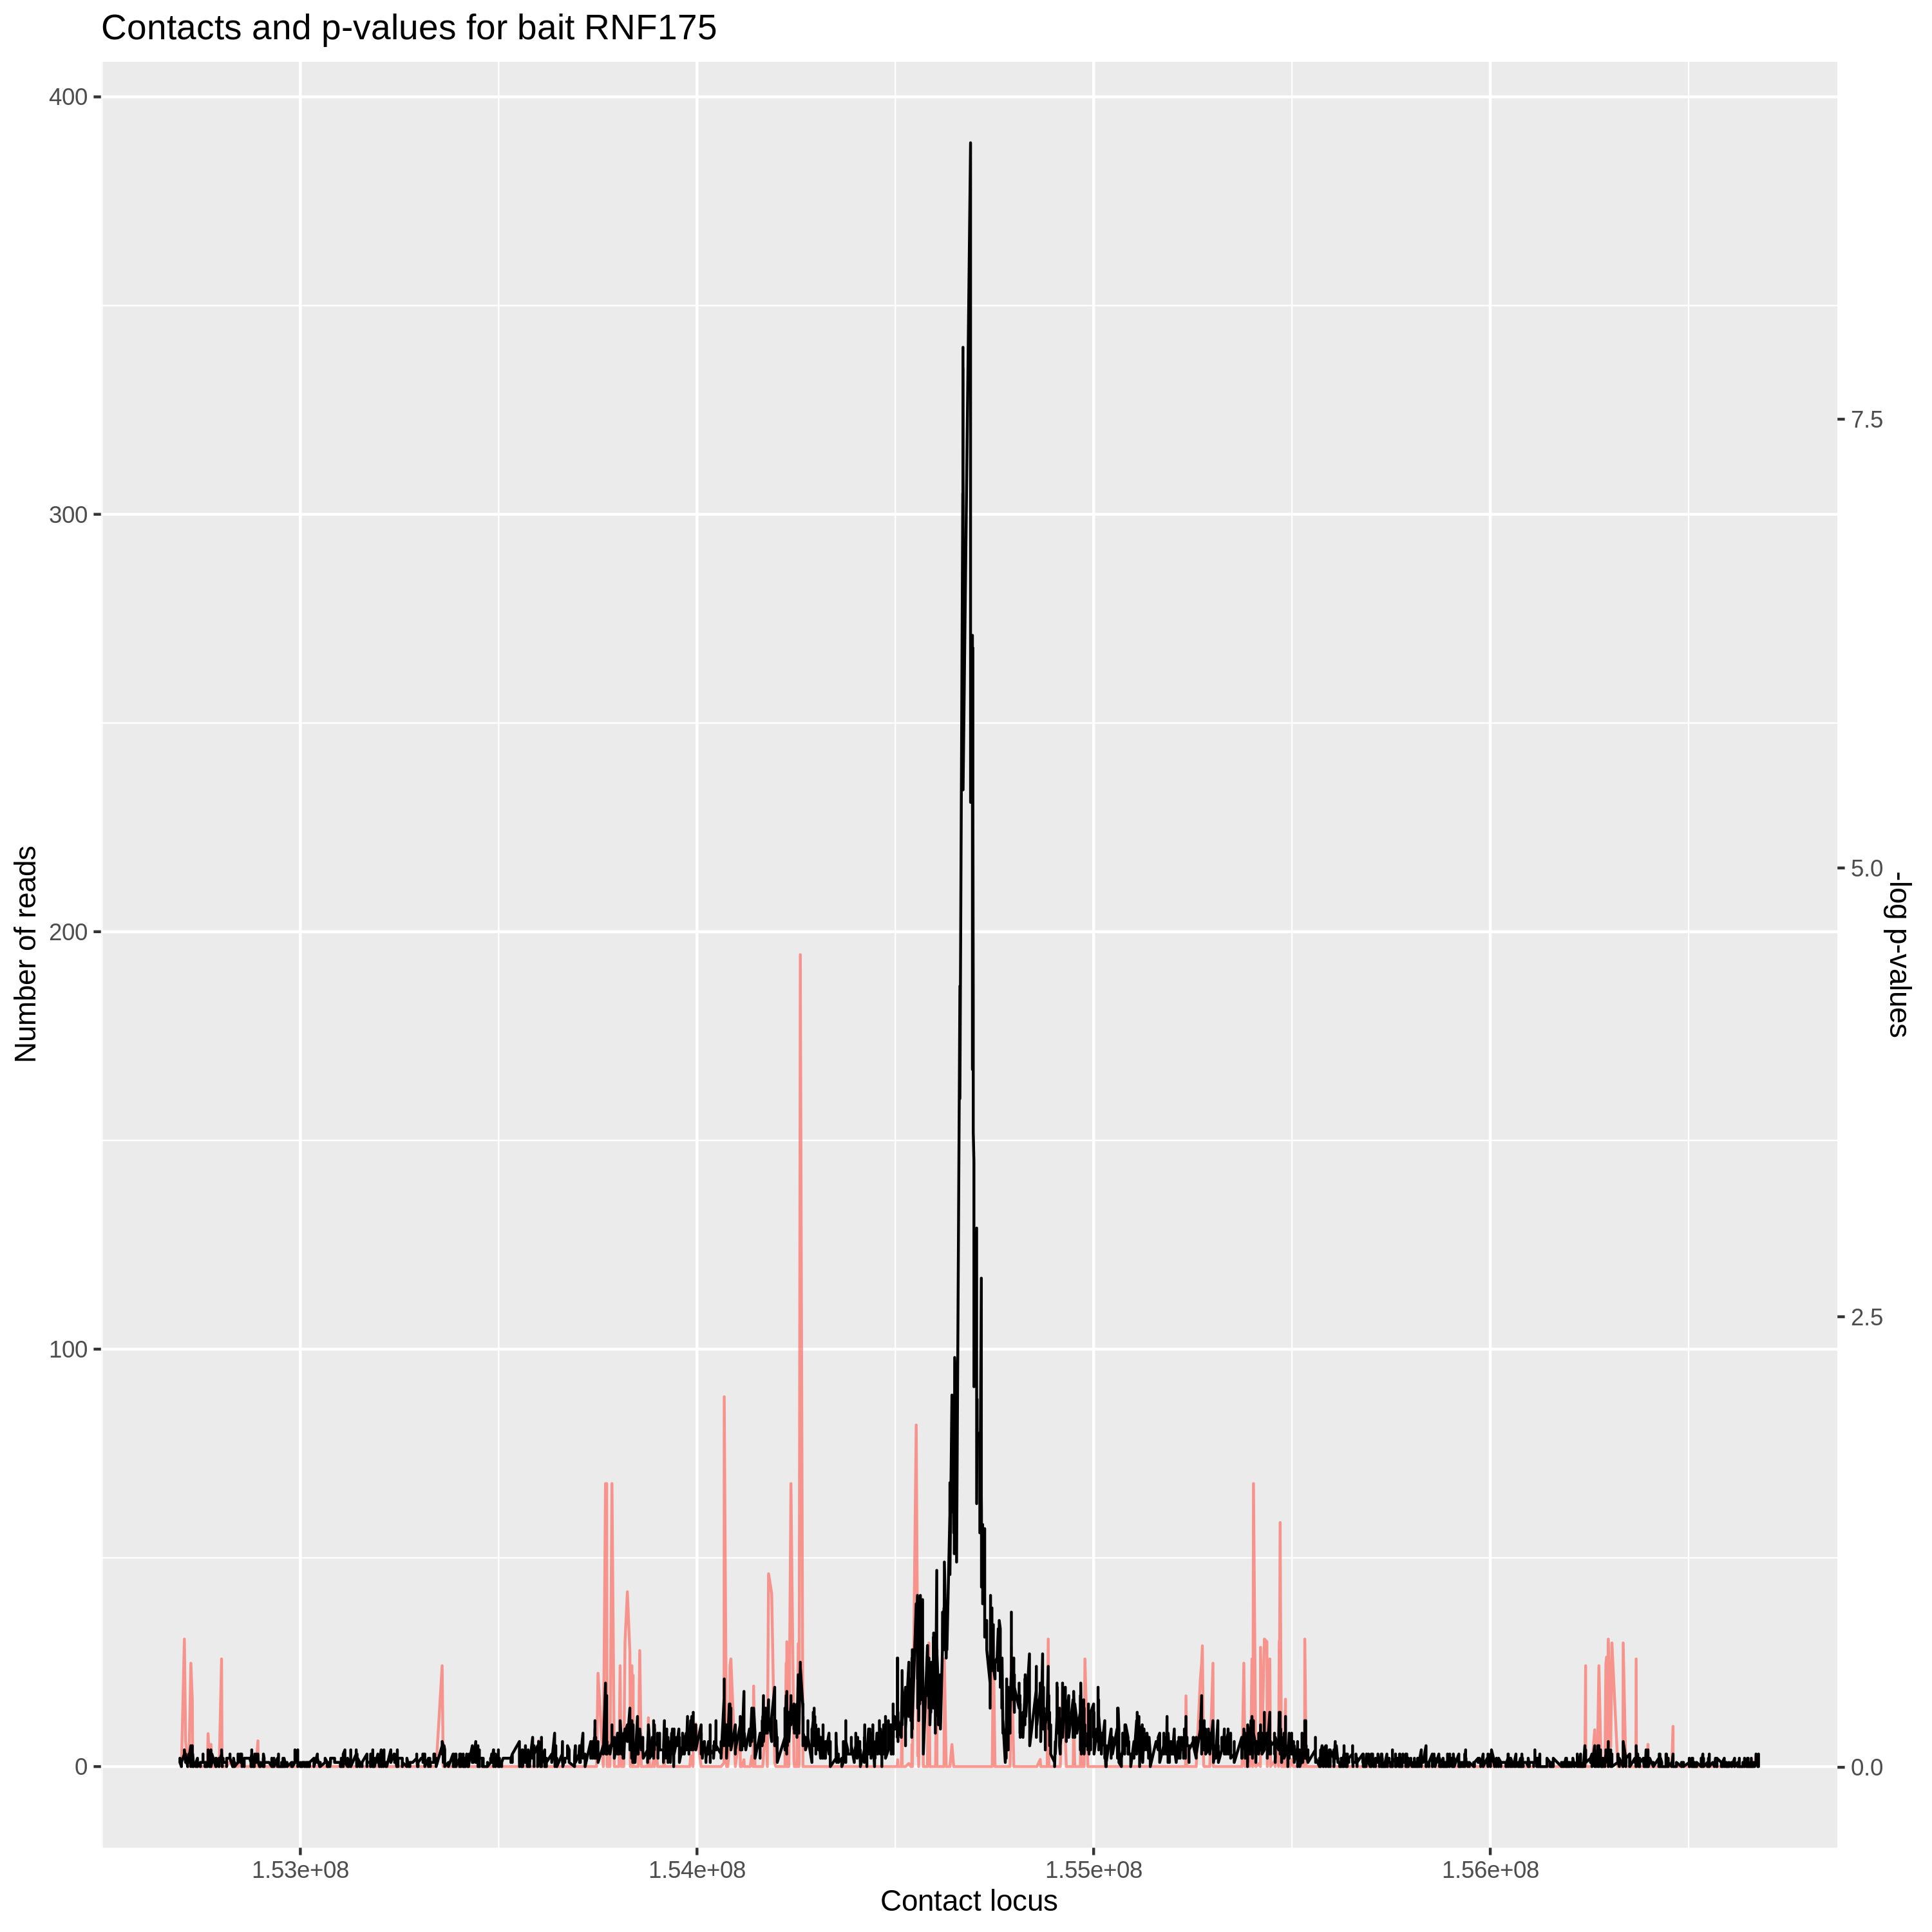 Contacts and p-values for bait RNF175
400
300
200
100
0
Number of reads
7.5
5.0
2.5
0.0
-log p-values
1.53e+08 1.54e+08 1.55e+08 1.56e+08
Contact locus